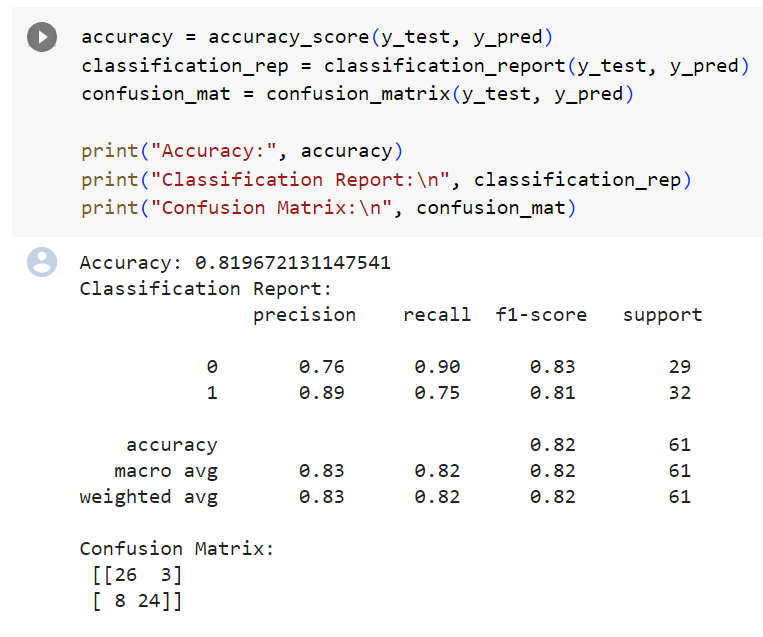 accuracy = accuracy_score(y_test, y_pred)
classification_rep = classification_report(y_test, y_pred)
confusion_mat = confusion_matrix(y_test, y_pred)
print("Accuracy:", accuracy)
print("Classification Report:\n", classification_rep)
print("Confusion Matrix:\n", confusion_mat)
Accuracy: 0.819672131147541
Classification Report:
precision recall f1-score support
0 0.76 0.90 0.83 29
1 0.89 0.75 0.81 32
accuracy 0.82 61
macro avg 0.83 0.82 0.82 61
weighted avg 0.83 0.82 0.82 61
Confusion Matrix:
[[26 3]
[ 8 24]]